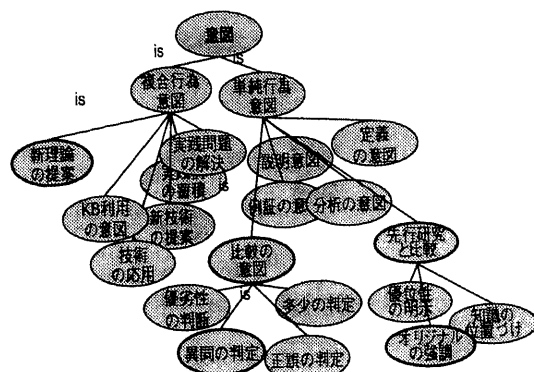 意図
is
is
複合行為
意図
単純行為
意図
is
新理論
の提案
実践問題
の解決
の蓄積
is
説明意図
定義
の意図
KB利用
の意図
新技術
の提案
例証の意
分析の意図
技術
の応用
比較の
意図
先行研究
と比較
is
優劣性
の判断
多少の判定
優位性
の明示
知識の
位置づけ
異同の判定
正誤の判定
オリジナル
の強調